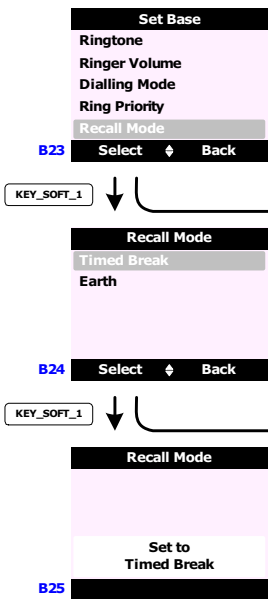 Set Base
Ringtone
Ringer Volume
Dialling Mode
Ring Priority
Recall Mode
B23 Select Back
KEY_SOFT_1
Recall Mode
Timed Break
Earth
B24 Select Back
KEY_SOFT_1
Recall Mode
Set to
Timed Break
B25